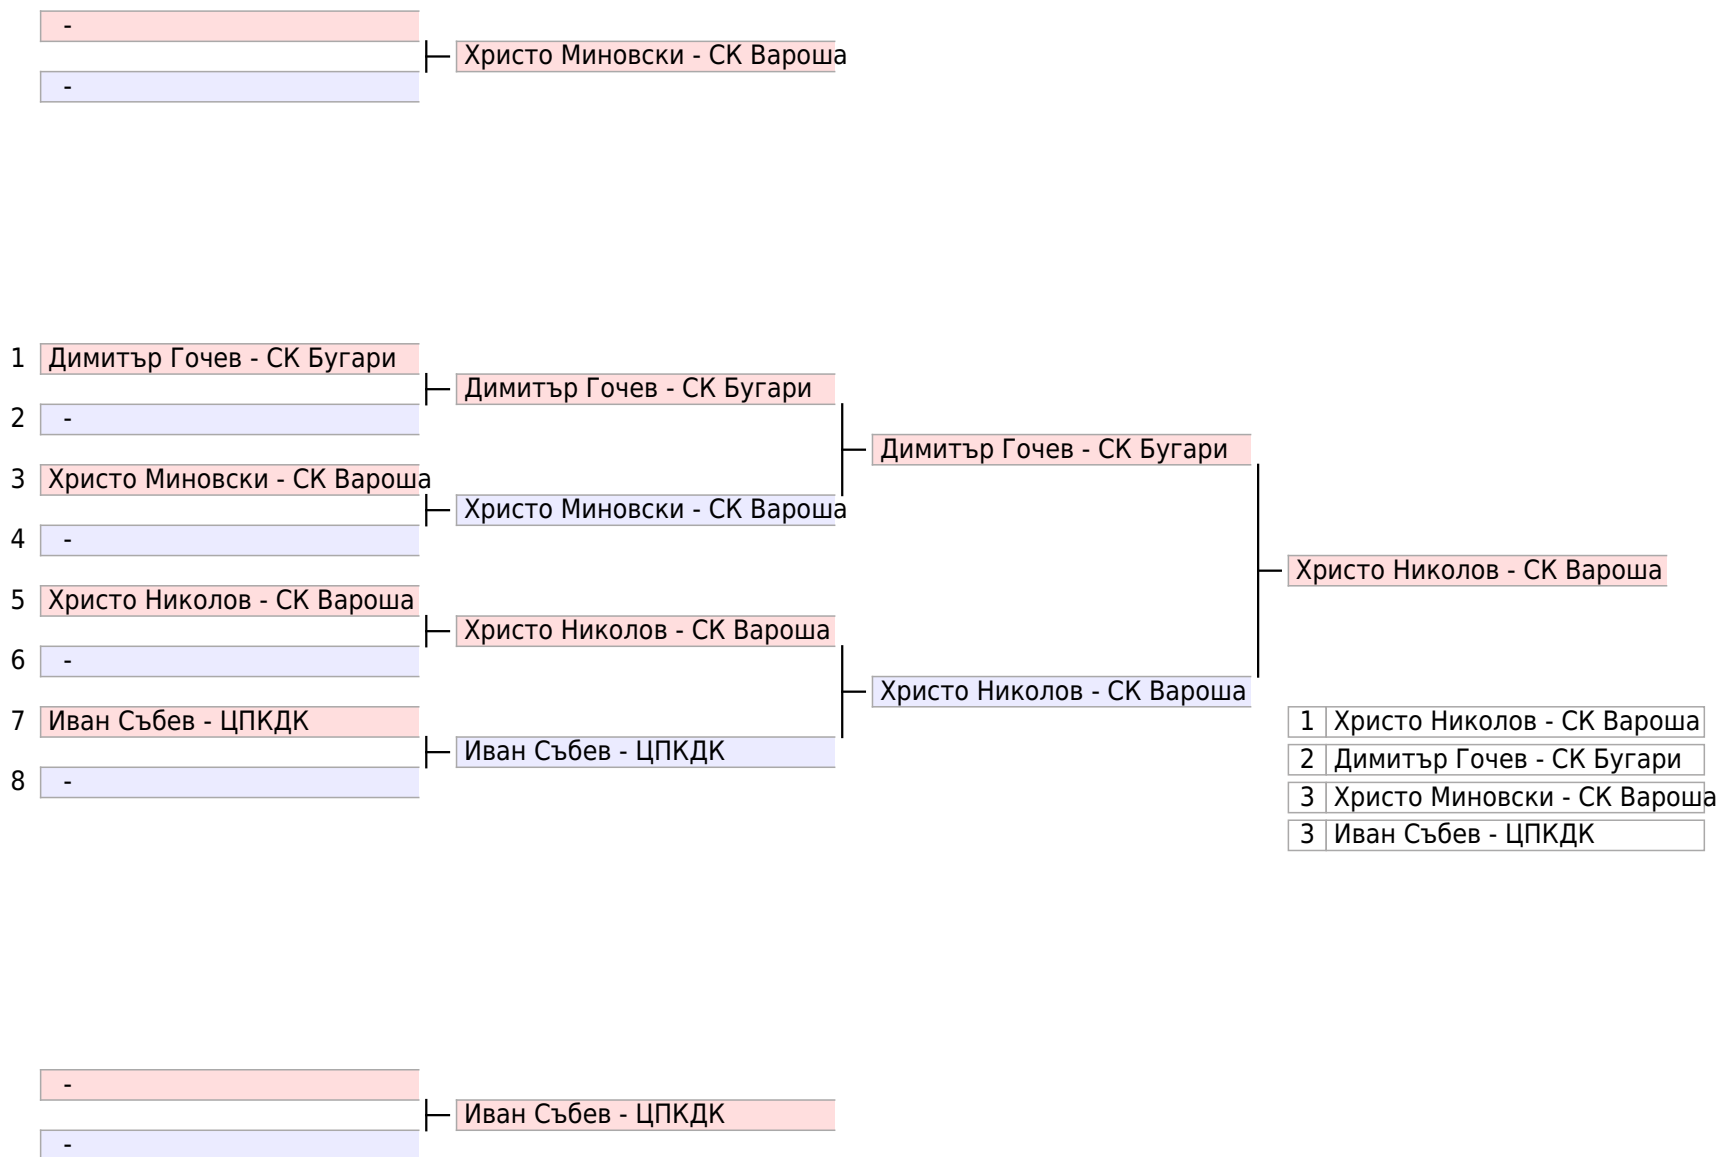 -
Христо Миновски - СК Вароша
-
1 Димитър Гочев - СК Бугари
Димитър Гочев - СК Бугари
2 -
Димитър Гочев - СК Бугари
3 Христо Миновски - СК Вароша
Христо Миновски - СК Вароша
4 -
Христо Николов - СК Вароша
5 Христо Николов - СК Вароша
Христо Николов - СК Вароша
6 -
Христо Николов - СК Вароша
7 Иван Събев - ЦПКДК
Иван Събев - ЦПКДК
8 -
1 Христо Николов - СК Вароша
2 Димитър Гочев - СК Бугари
3 Христо Миновски - СК Вароша
3 Иван Събев - ЦПКДК
-
Иван Събев - ЦПКДК
-